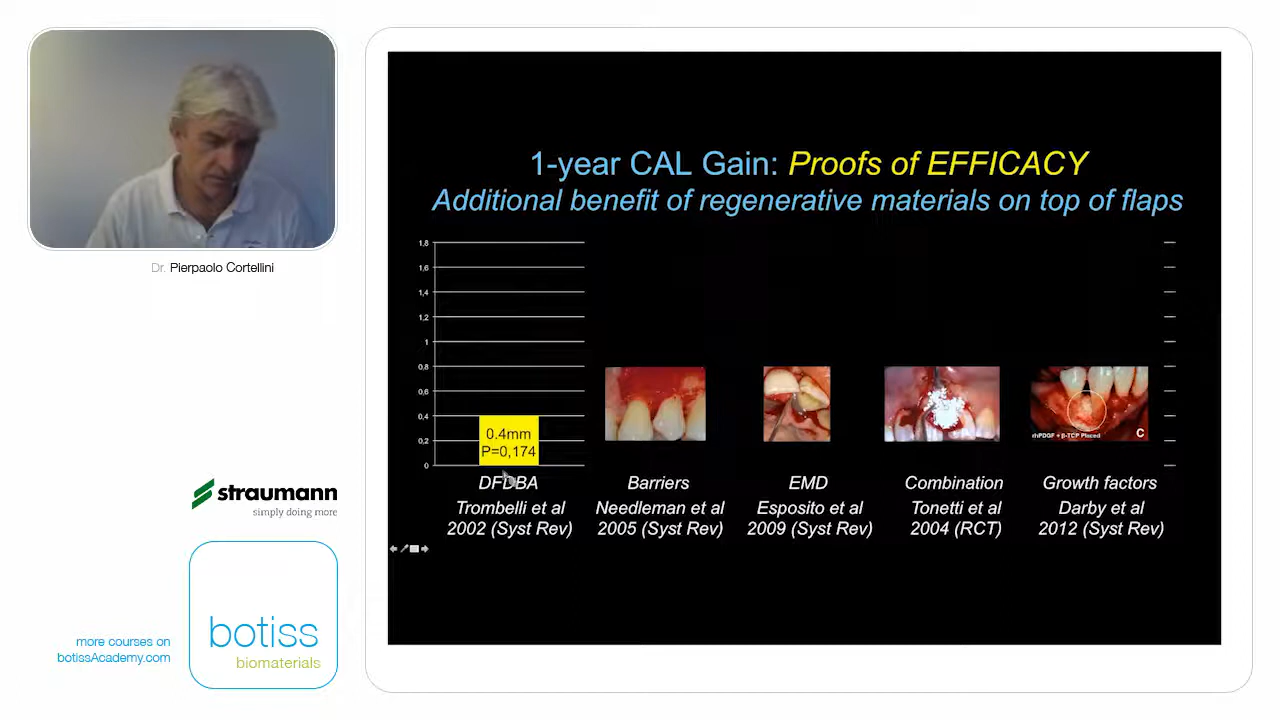 Dr. Pierpaolo Cortellini
straumann
simply doing more
more courses on
botissAcademy.com
botiss
biomaterials
1-year CAL Gain: Proofs of EFFICACY
Additional benefit of regenerative materials on top of flaps
1,8
1,6
1,4
1,2
1
0,8
0,6
0,4
0,2
0
0.4mm
P=0,174
rhPDGF + β-TCP Placed
C
DFDBA
Trombelli et al
2002 (Syst Rev)
Barriers
Needleman et al
2005 (Syst Rev)
EMD
Esposito et al
2009 (Syst Rev)
Combination
Tonetti et al
2004 (RCT)
Growth factors
Darby et al
2012 (Syst Rev)